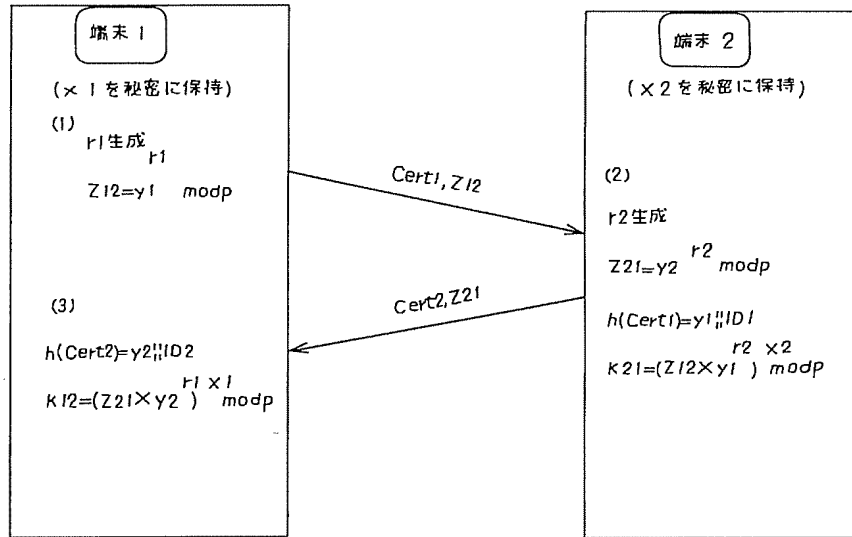 端末1
(x1を秘密に保持)
(1)
r1生成
r1
Z12=y1 modp
(3)
h(Cert2)=y2¦¦ID2
r1 x1
K12=(Z21×y2 ) modp
Cert1,Z12
Cert2,Z21
端末2
(x2を秘密に保持)
(2)
r2生成
r2
Z21=y2 modp
h(Cert1)=y1¦¦ID1
r2 x2
K21=(Z12×y1 ) modp